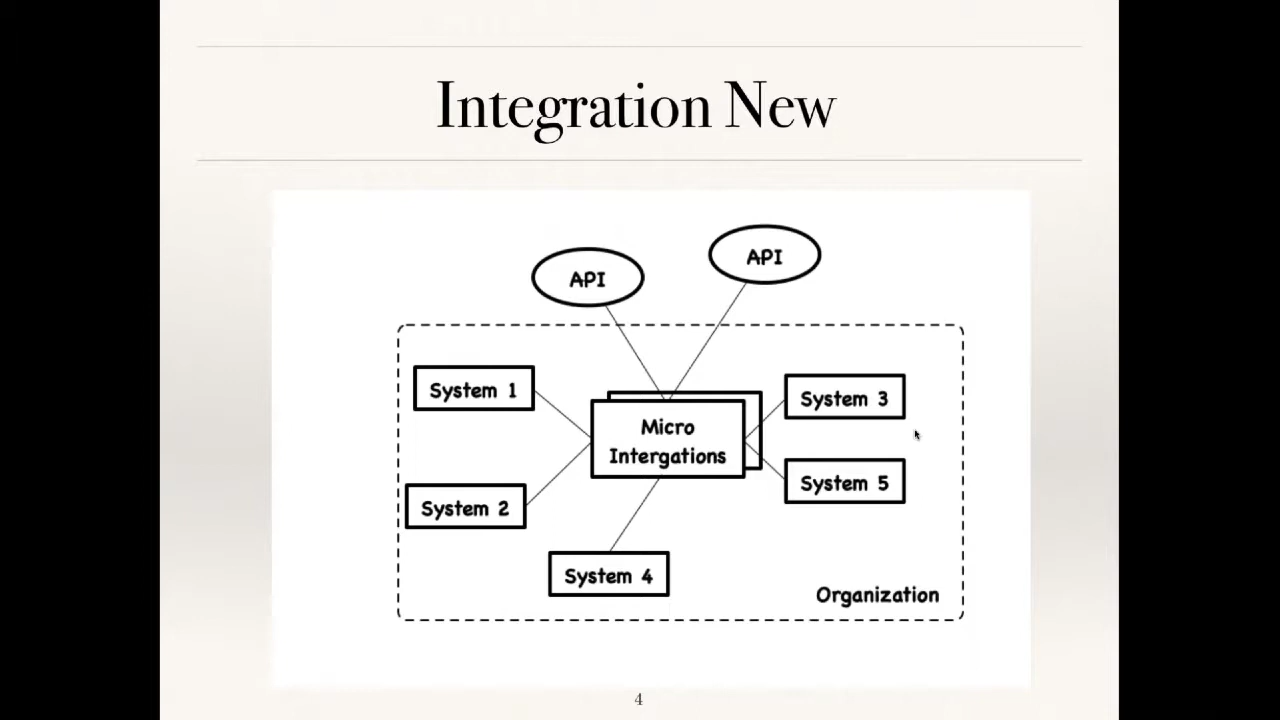 Integration New
API
API
System 1
System 3
Micro
Intergations
System 5
System 2
System 4
Organization
4